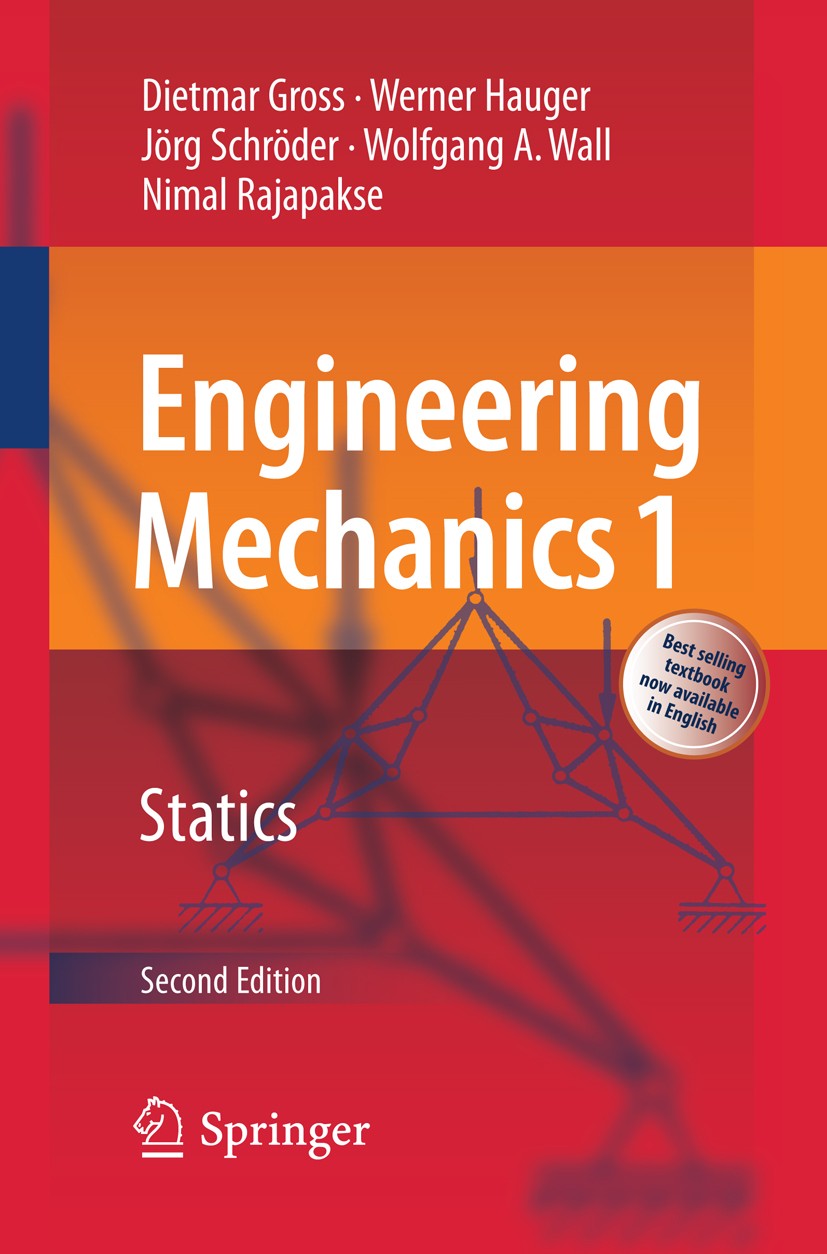 Dietmar Gross · Werner Hauger
Jörg Schröder · Wolfgang A. Wall
Nimal Rajapakse
Engineering
Mechanics 1
Best selling
textbook
now available
in English
Statics
Second Edition
Springer